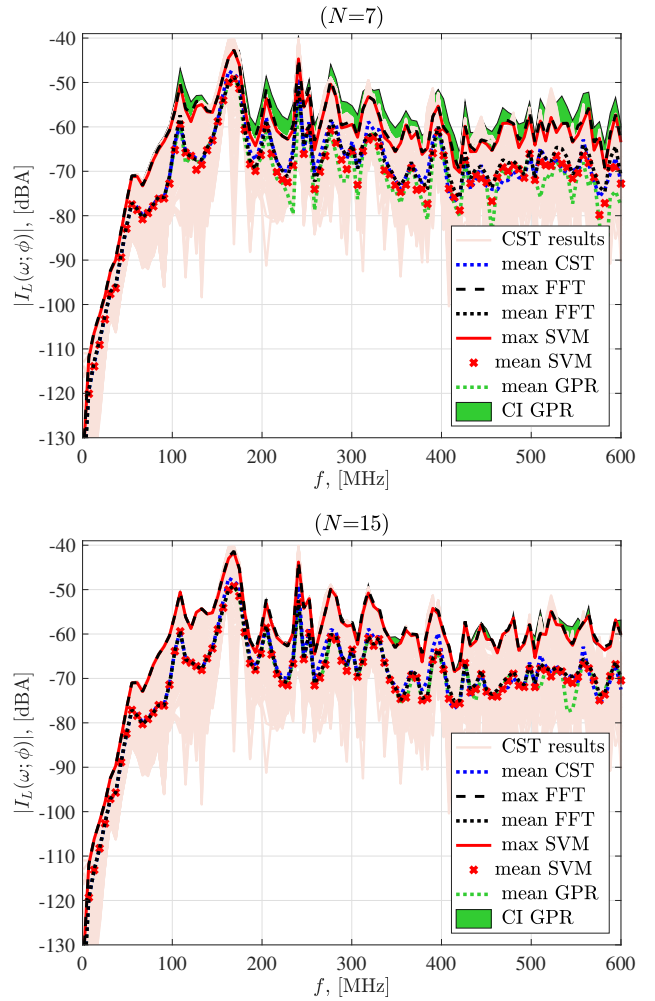 (N=7)
-40
-50
-60
-70
-80
-90
-100
-110
-120
-130
|I_L(ω;ϕ)|, [dBA]
CST results
mean CST
max FFT
mean FFT
max SVM
mean SVM
mean GPR
CI GPR
0 100 200 300 400 500 600
f, [MHz]
(N=15)
-40
-50
-60
-70
-80
-90
-100
-110
-120
-130
|I_L(ω;ϕ)|, [dBA]
CST results
mean CST
max FFT
mean FFT
max SVM
mean SVM
mean GPR
CI GPR
0 100 200 300 400 500 600
f, [MHz]